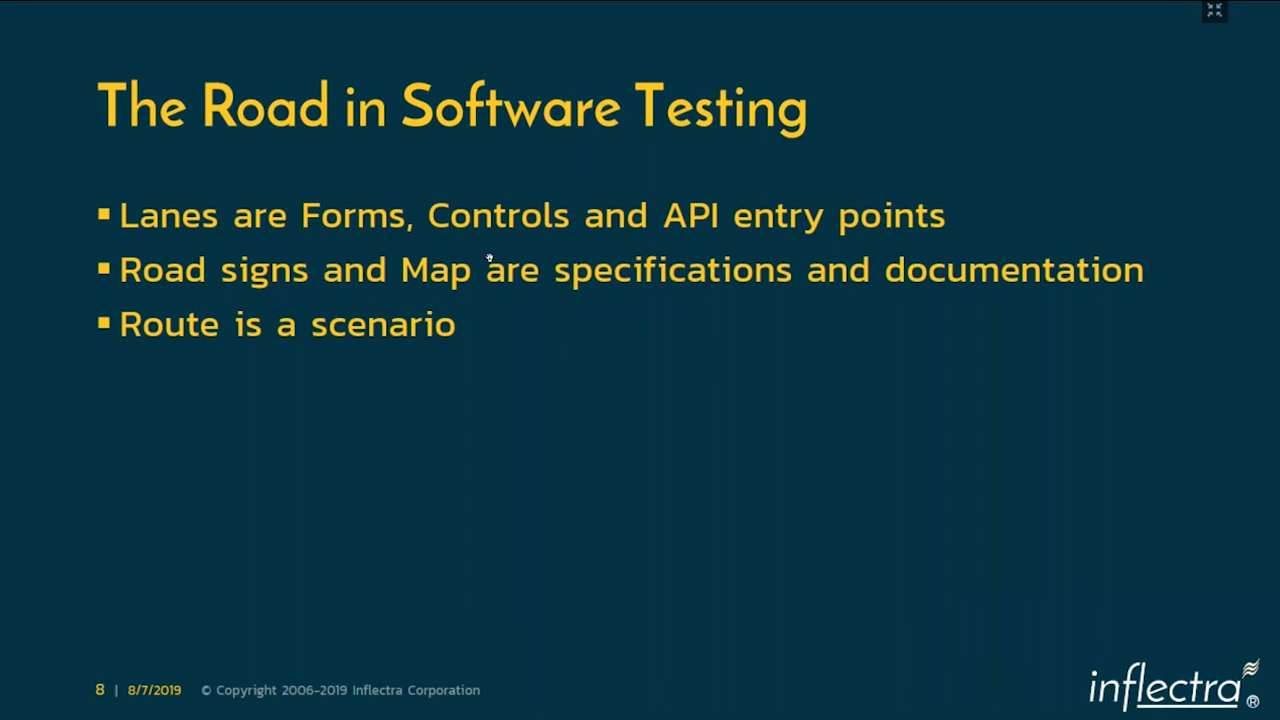 The Road in Software Testing
▪ Lanes are Forms, Controls and API entry points
▪ Road signs and Map are specifications and documentation
▪ Route is a scenario
8 | 8/7/2019 © Copyright 2006-2019 Inflectra Corporation
inflectra®